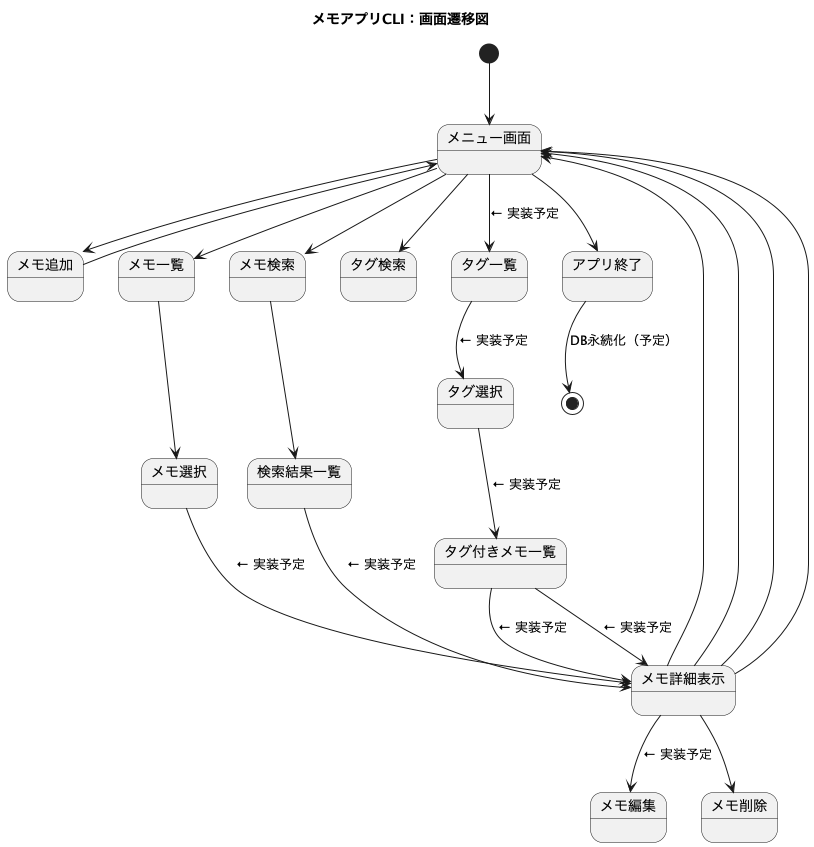 メモアプリCLI：画面遷移図
メニュー画面
← 実装予定
メモ追加
メモ一覧
メモ検索
タグ検索
タグ一覧
アプリ終了
← 実装予定
DB永続化（予定）
タグ選択
メモ選択
検索結果一覧
← 実装予定
タグ付きメモ一覧
← 実装予定
← 実装予定
← 実装予定
← 実装予定
メモ詳細表示
← 実装予定
メモ編集
メモ削除